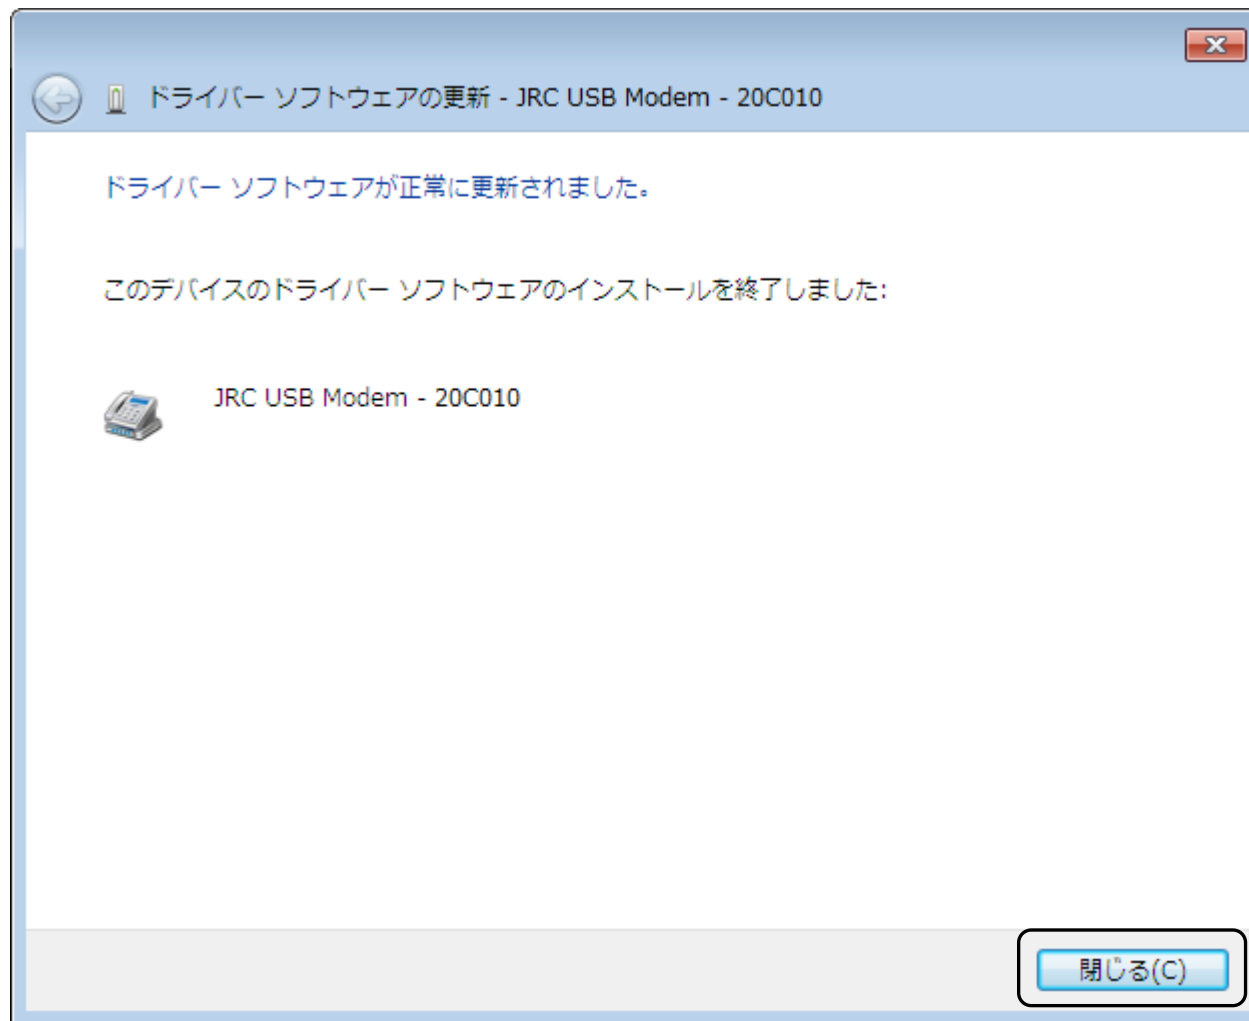 ドライバー ソフトウェアの更新 - JRC USB Modem - 20C010
ドライバー ソフトウェアが正常に更新されました。
このデバイスのドライバー ソフトウェアのインストールを終了しました:
JRC USB Modem - 20C010
閉じる(C)